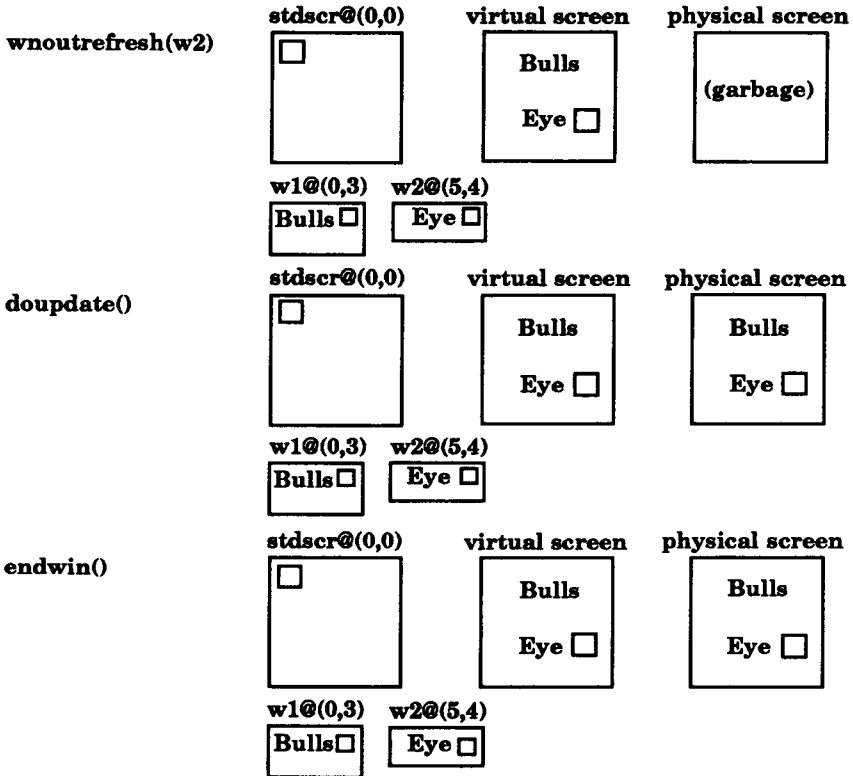 stdscr@(0,0) virtual screen physical screen
wnoutrefresh(w2)
Bulls
(garbage)
Eye
w1@(0,3) w2@(5,4)
Bulls Eye
stdscr@(0,0) virtual screen physical screen
doupdate()
Bulls Bulls
Eye Eye
w1@(0,3) w2@(5,4)
Bulls Eye
stdscr@(0,0) virtual screen physical screen
endwin()
Bulls Bulls
Eye Eye
w1@(0,3) w2@(5,4)
Bulls Eye